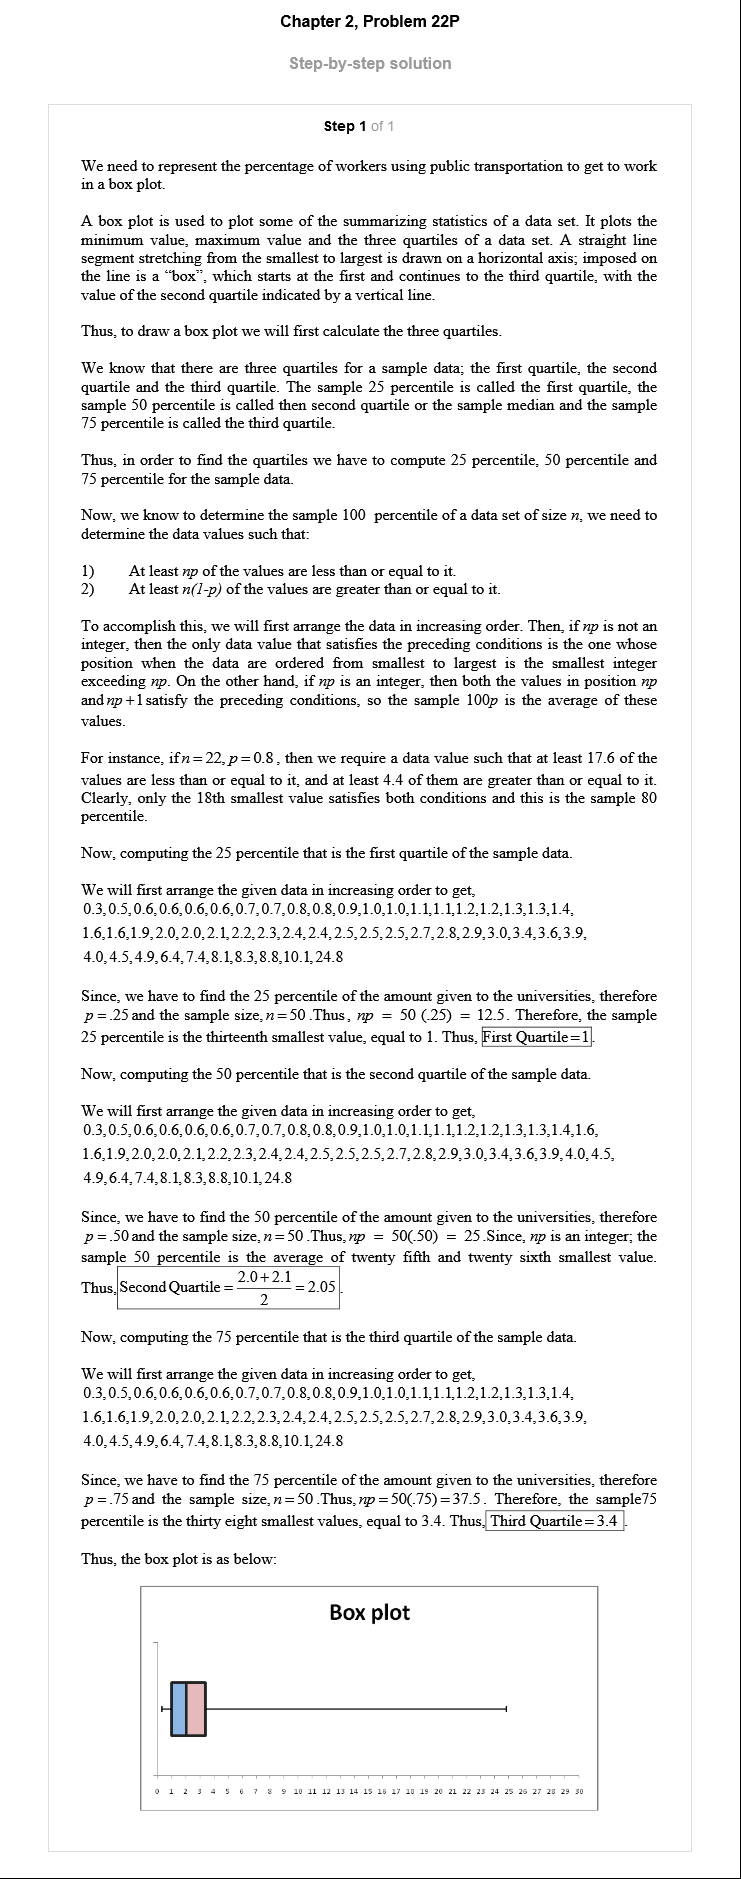 Chapter 2, Problem 22P
Step-by-step solution
Step 1 of 1
We need to represent the percentage of workers using public transportation to get to work
in a box plot.
A box plot is used to plot some of the summarizing statistics of a data set. It plots the
minimum value, maximum value and the three quartiles of a data set. A straight line
segment stretching from the smallest to largest is drawn on a horizontal axis; imposed on
the line is a “box”, which starts at the first and continues to the third quartile, with the
value of the second quartile indicated by a vertical line.
Thus, to draw a box plot we will first calculate the three quartiles.
We know that there are three quartiles for a sample data; the first quartile, the second
quartile and the third quartile. The sample 25 percentile is called the first quartile, the
sample 50 percentile is called then second quartile or the sample median and the sample
75 percentile is called the third quartile.
Thus, in order to find the quartiles we have to compute 25 percentile, 50 percentile and
75 percentile for the sample data.
Now, we know to determine the sample 100 percentile of a data set of size n, we need to
determine the data values such that:
1) At least np of the values are less than or equal to it.
2) At least n(1-p) of the values are greater than or equal to it.
To accomplish this, we will first arrange the data in increasing order. Then, if np is not an
integer, then the only data value that satisfies the preceding conditions is the one whose
position when the data are ordered from smallest to largest is the smallest integer
exceeding np. On the other hand, if np is an integer, then both the values in position np
and np +1 satisfy the preceding conditions, so the sample 100p is the average of these
values.
For instance, if n = 22, p = 0.8 , then we require a data value such that at least 17.6 of the
values are less than or equal to it, and at least 4.4 of them are greater than or equal to it.
Clearly, only the 18th smallest value satisfies both conditions and this is the sample 80
percentile.
Now, computing the 25 percentile that is the first quartile of the sample data.
We will first arrange the given data in increasing order to get,
0.3,0.5,0.6,0.6,0.6,0.6,0.7,0.7,0.8,0.8,0.9,1.0,1.0,1.1,1.1,1.2,1.2,1.3,1.3,1.4,
1.6,1.6,1.9,2.0,2.0,2.1,2.2,2.3,2.4,2.4,2.5,2.5,2.5,2.7,2.8,2.9,3.0,3.4,3.6,3.9,
4.0,4.5,4.9,6.4,7.4,8.1,8.3,8.8,10.1,24.8
Since, we have to find the 25 percentile of the amount given to the universities, therefore
p = .25 and the sample size, n = 50 .Thus, np = 50 (.25) = 12.5. Therefore, the sample
25 percentile is the thirteenth smallest value, equal to 1. Thus, First Quartile = 1.
Now, computing the 50 percentile that is the second quartile of the sample data.
We will first arrange the given data in increasing order to get,
0.3,0.5,0.6,0.6,0.6,0.6,0.7,0.7,0.8,0.8,0.9,1.0,1.0,1.1,1.1,1.2,1.2,1.3,1.3,1.4,1.6,
1.6,1.9,2.0,2.0,2.1,2.2,2.3,2.4,2.4,2.5,2.5,2.5,2.7,2.8,2.9,3.0,3.4,3.6,3.9,4.0,4.5,
4.9,6.4,7.4,8.1,8.3,8.8,10.1,24.8
Since, we have to find the 50 percentile of the amount given to the universities, therefore
p = .50 and the sample size, n = 50 .Thus, np = 50(.50) = 25 .Since, np is an integer; the
sample 50 percentile is the average of twenty fifth and twenty sixth smallest value.
Thus, Second Quartile = (2.0 + 2.1)/2 = 2.05.
Now, computing the 75 percentile that is the third quartile of the sample data.
We will first arrange the given data in increasing order to get,
0.3,0.5,0.6,0.6,0.6,0.6,0.7,0.7,0.8,0.8,0.9,1.0,1.0,1.1,1.1,1.2,1.2,1.3,1.3,1.4,
1.6,1.6,1.9,2.0,2.0,2.1,2.2,2.3,2.4,2.4,2.5,2.5,2.5,2.7,2.8,2.9,3.0,3.4,3.6,3.9,
4.0,4.5,4.9,6.4,7.4,8.1,8.3,8.8,10.1,24.8
Since, we have to find the 75 percentile of the amount given to the universities, therefore
p = .75 and the sample size, n = 50 .Thus, np = 50(.75) = 37.5. Therefore, the sample75
percentile is the thirty eight smallest values, equal to 3.4. Thus, Third Quartile = 3.4.
Thus, the box plot is as below:
Box plot
0 1 2 3 4 5 6 7 8 9 10 11 12 13 14 15 16 17 18 19 20 21 22 23 24 25 26 27 28 29 30